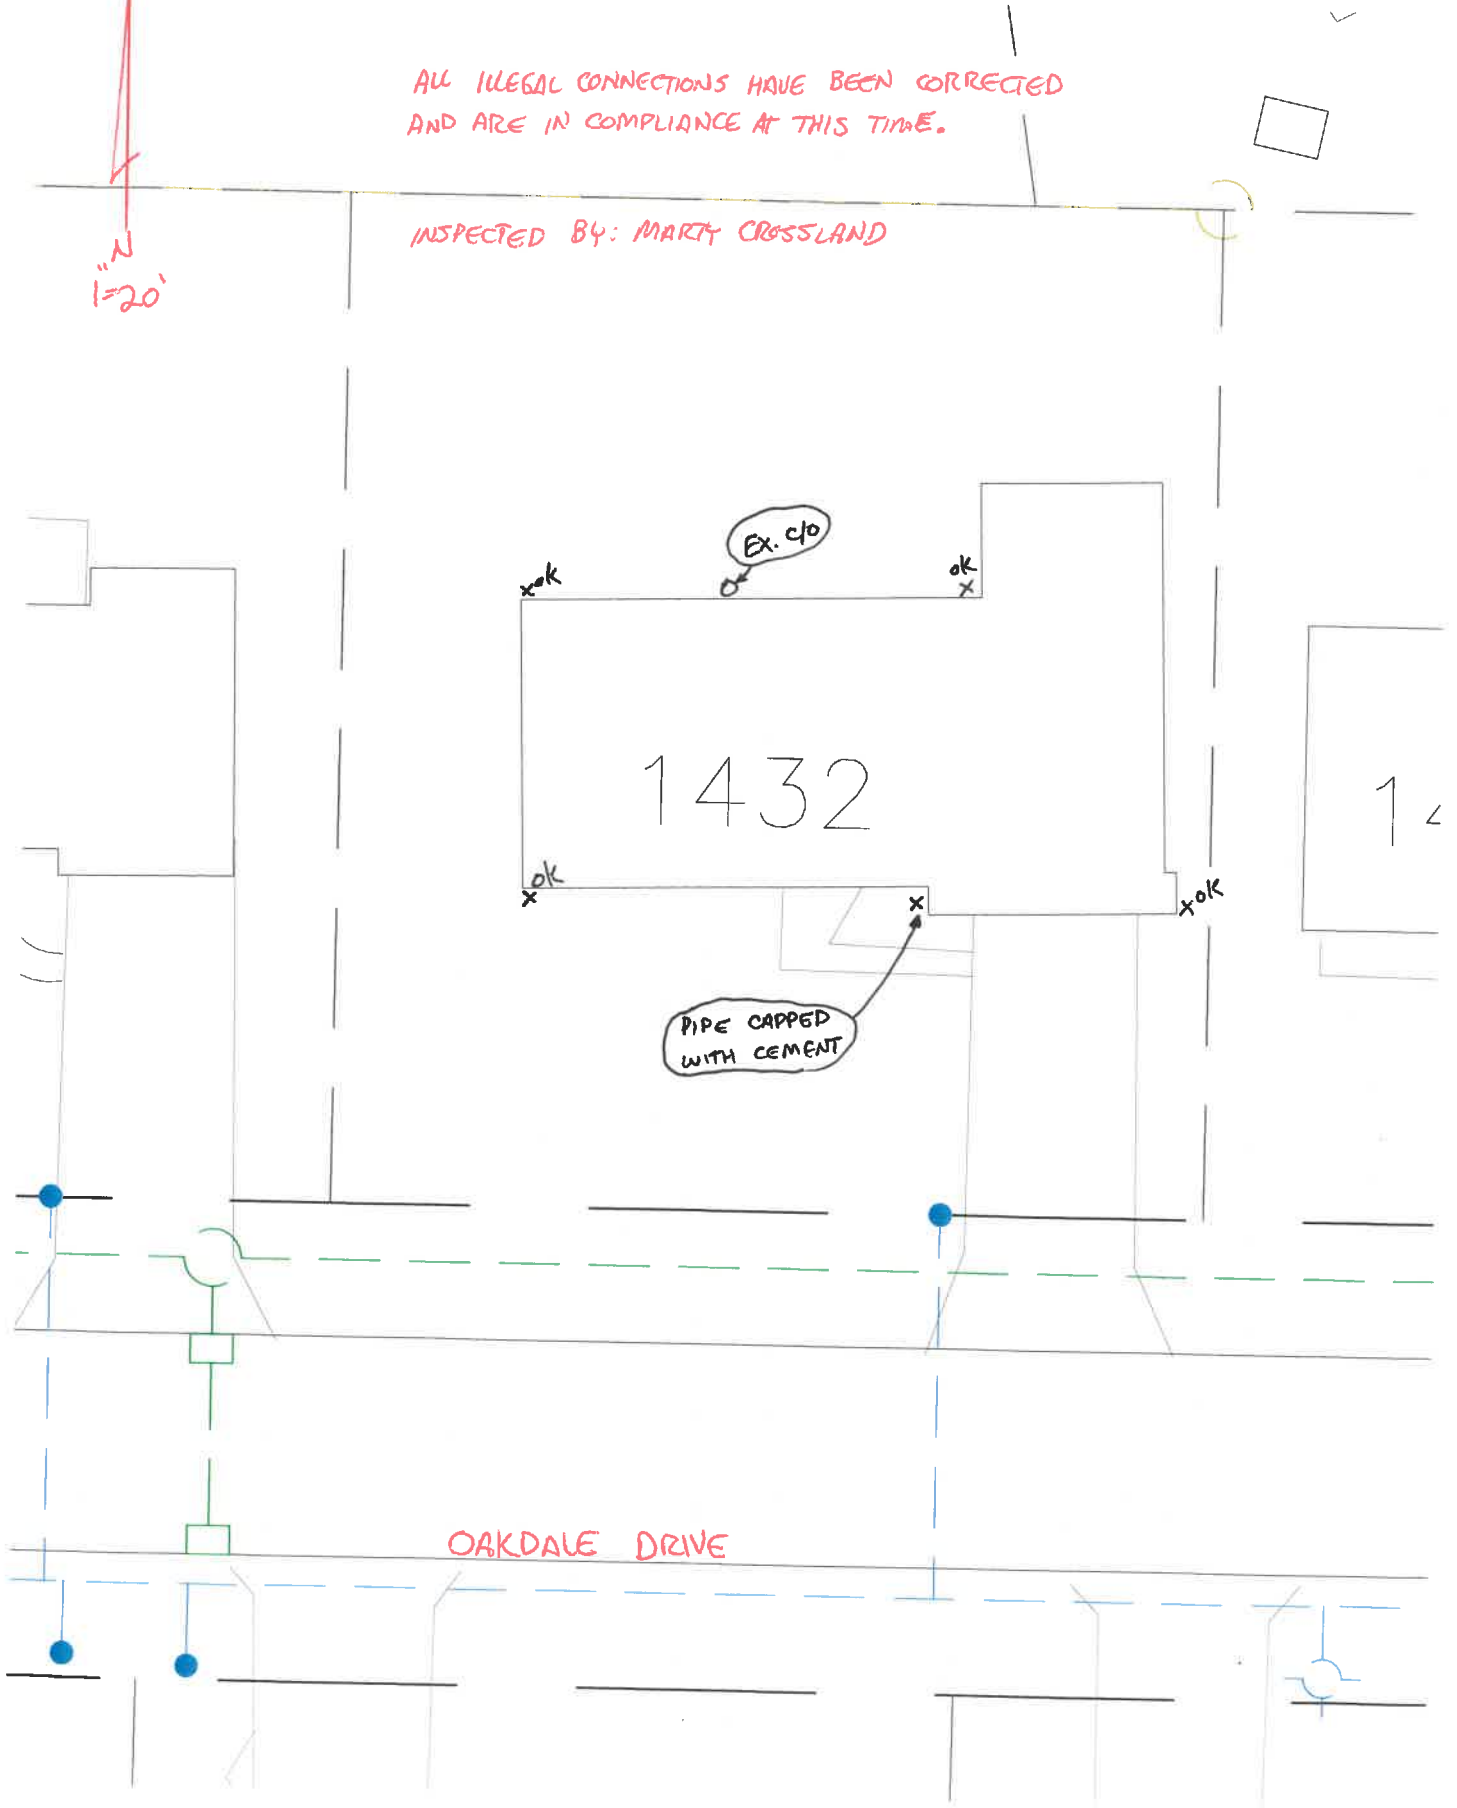 ALL ILLEGAL CONNECTIONS HAVE BEEN CORRECTED
AND ARE IN COMPLIANCE AT THIS TIME.
INSPECTED BY: MARTY CROSSLAND
N
1"=20'
EX. C/O
x ok
ok
x
1432
14
ok
x
x
x ok
PIPE CAPPED
WITH CEMENT
OAKDALE DRIVE